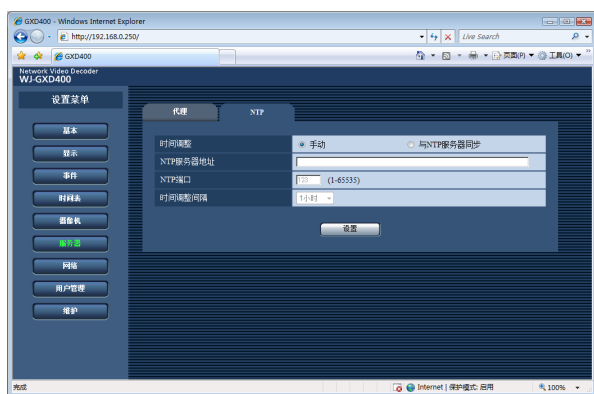 GXD400 - Windows Internet Explorer
http://192.168.0.250/
Live Search
GXD400
页面(P)
工具(O)
Network Video Decoder
WJ-GXD400
设置菜单
代理
NTP
基本
显示
事件
时间表
摄像机
服务器
网络
用户管理
维护
时间调整
手动
与NTP服务器同步
NTP服务器地址
NTP端口
123
(1-65535)
时间调整间隔
1小时
设置
完成
Internet | 保护模式: 启用
100%